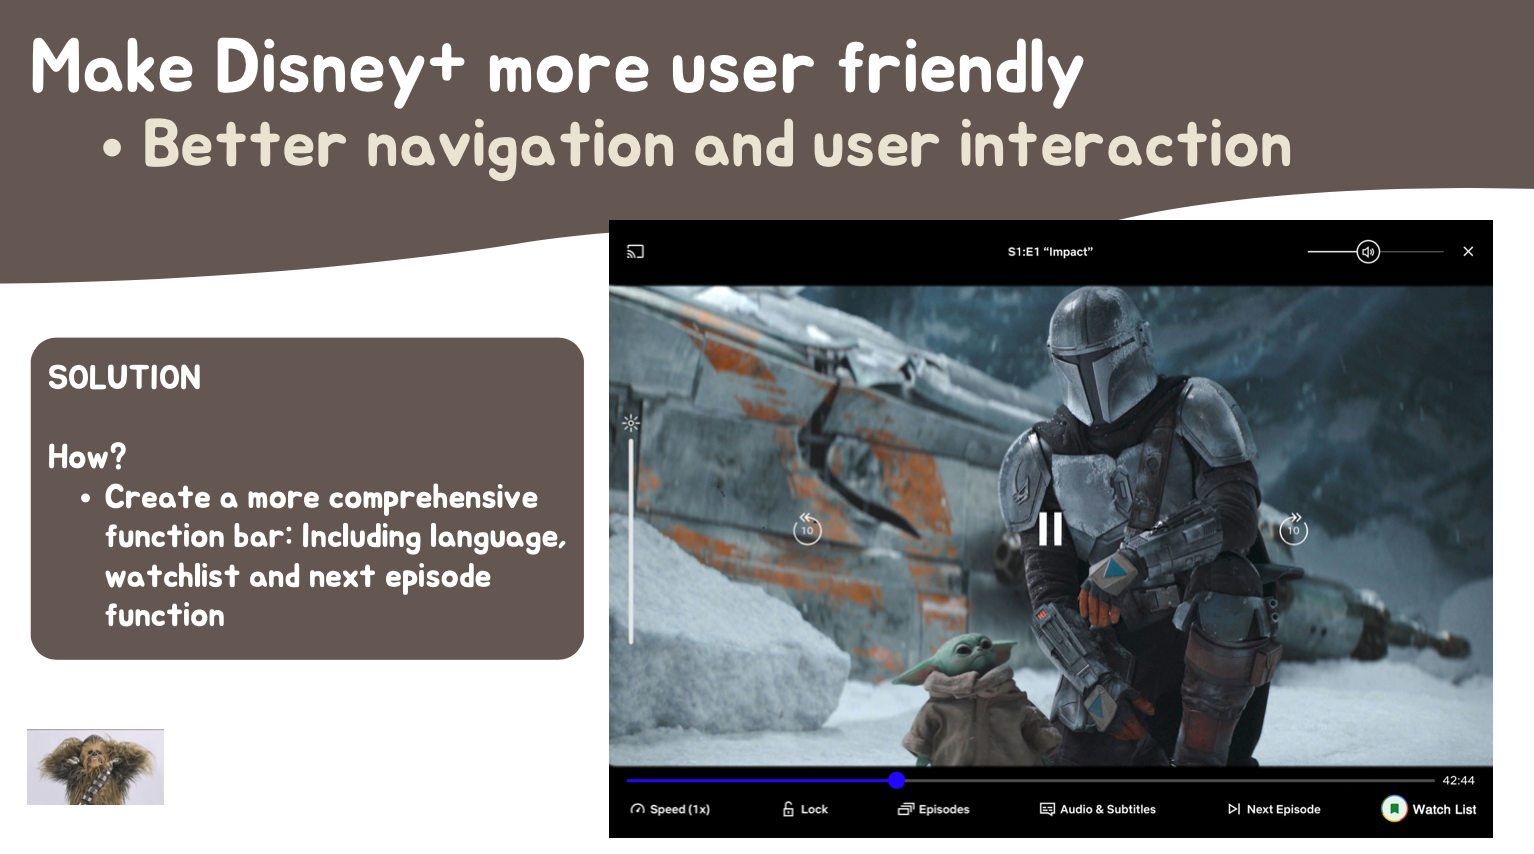 Make Disney+ more user friendly
• Better navigation and user interaction
S1:E1 “Impact”
SOLUTION
How?
• Create a more comprehensive
function bar: Including language,
watchlist and next episode
function
10
10
42:44
Speed (1x)
Lock
Episodes
Audio & Subtitles
Next Episode
Watch List